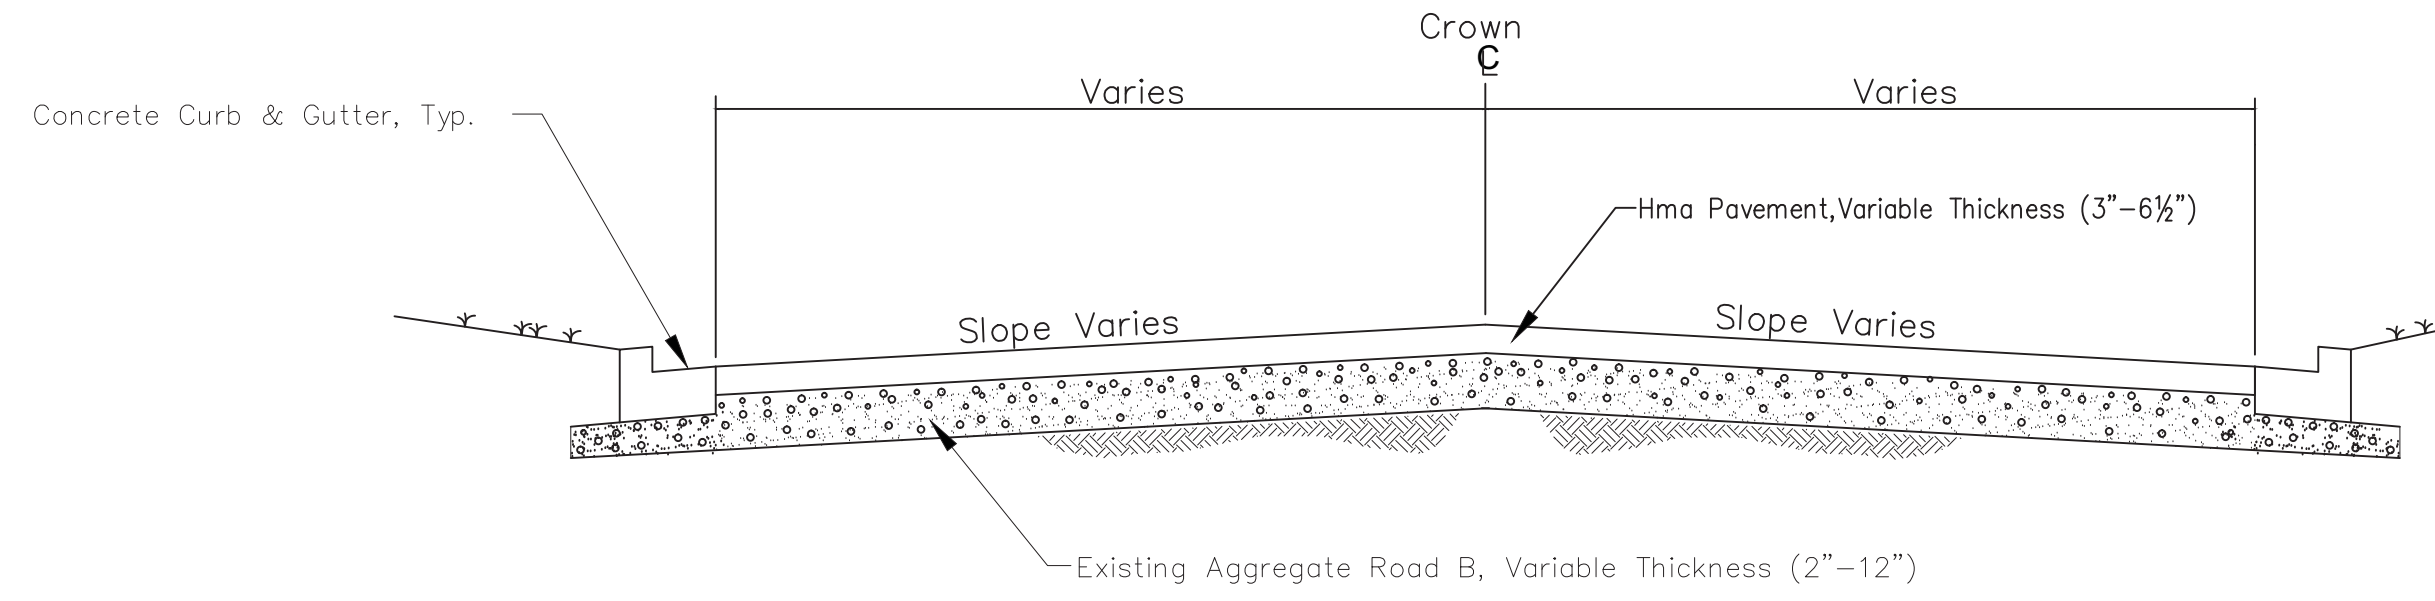 Crown
℄
Varies
Varies
Concrete Curb & Gutter, Typ.
Hma Pavement,Variable Thickness (3"-6½")
Slope Varies
Slope Varies
Existing Aggregate Road B, Variable Thickness (2"-12")